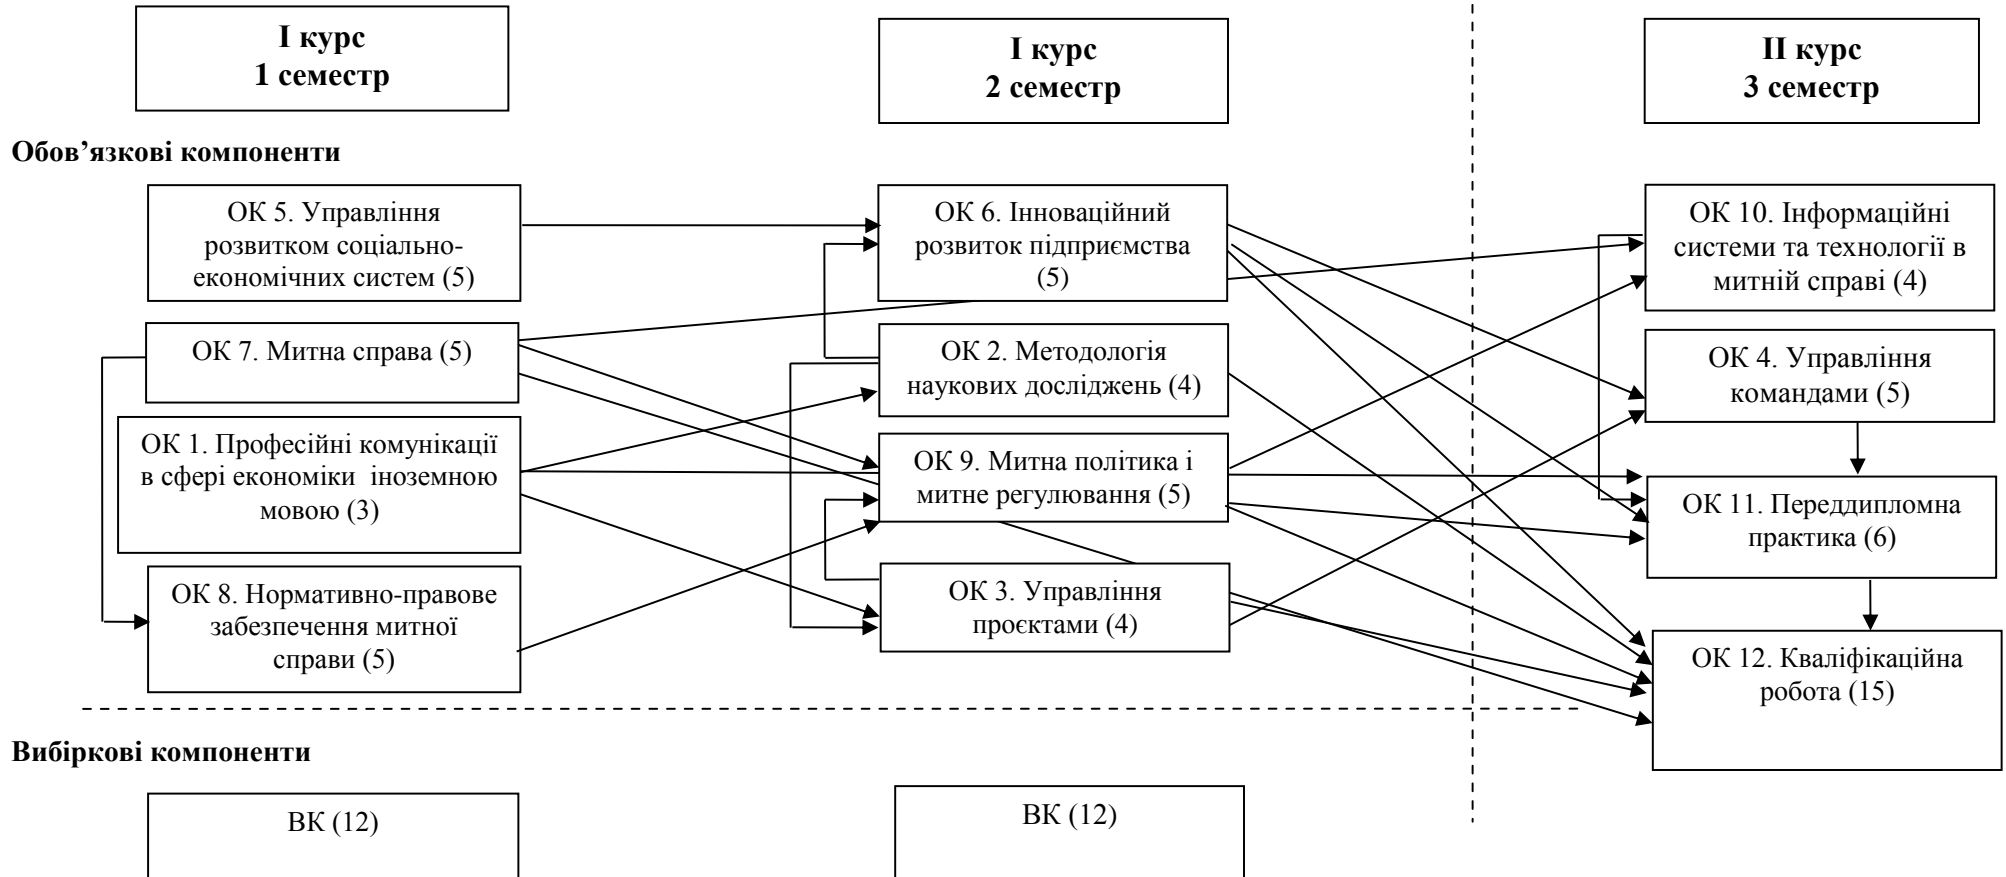 І курс
1 семестр
І курс
2 семестр
ІІ курс
3 семестр
Обов’язкові компоненти
ОК 5. Управління
розвитком соціально-
економічних систем (5)
ОК 6. Інноваційний
розвиток підприємства
(5)
ОК 10. Інформаційні
системи та технології в
митній справі (4)
ОК 7. Митна справа (5)
ОК 2. Методологія
наукових досліджень (4)
ОК 4. Управління
командами (5)
ОК 1. Професійні комунікації
в сфері економіки іноземною
мовою (3)
ОК 9. Митна політика і
митне регулювання (5)
ОК 11. Переддипломна
практика (6)
ОК 8. Нормативно-правове
забезпечення митної
справи (5)
ОК 3. Управління
проєктами (4)
ОК 12. Кваліфікаційна
робота (15)
Вибіркові компоненти
ВК (12)
ВК (12)